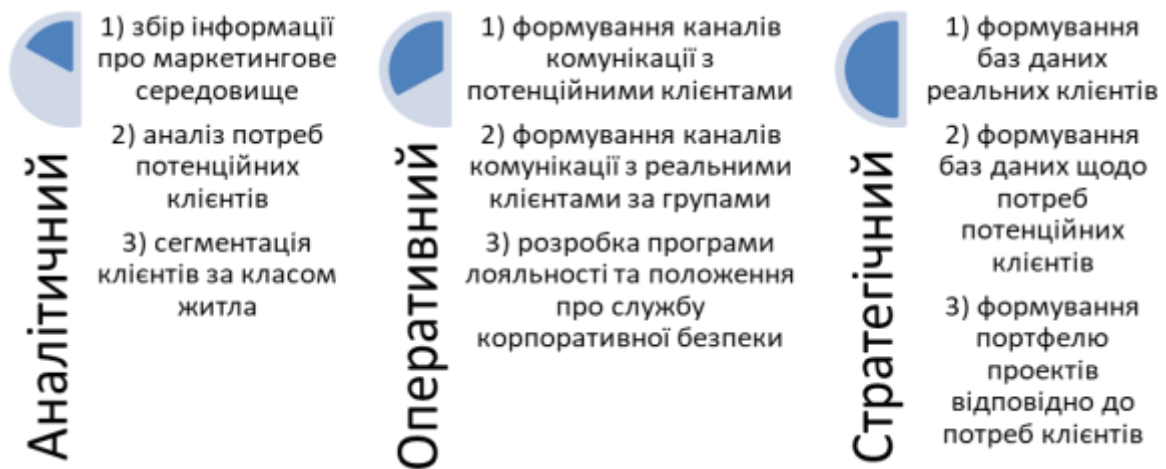 Аналітичний
1) збір інформації
про маркетингове
середовище
2) аналіз потреб
потенційних
клієнтів
3) сегментація
клієнтів за класом
житла
Оперативний
1) формування каналів
комунікації з
потенційними клієнтами
2) формування каналів
комунікації з реальними
клієнтами за групами
3) розробка програми
лояльності та положення
про службу
корпоративної безпеки
Стратегічний
1) формування
баз даних
реальних клієнтів
2) формування
баз даних щодо
потреб
потенційних
клієнтів
3) формування
портфелю
проектів
відповідно до
потреб клієнтів